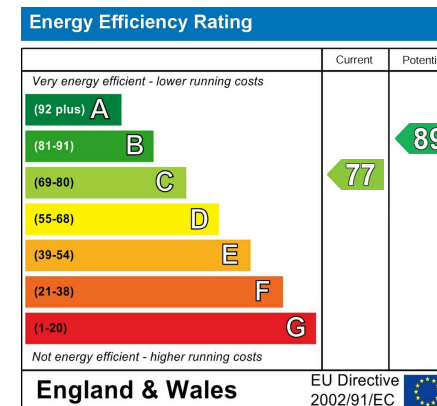 Energy Efficiency Rating
Current Potenti
Very energy efficient - lower running costs
(92 plus) A
(81-91) B
89
(69-80) C
77
(55-68) D
(39-54) E
(21-38) F
(1-20) G
Not energy efficient - higher running costs
England & Wales
EU Directive
2002/91/EC